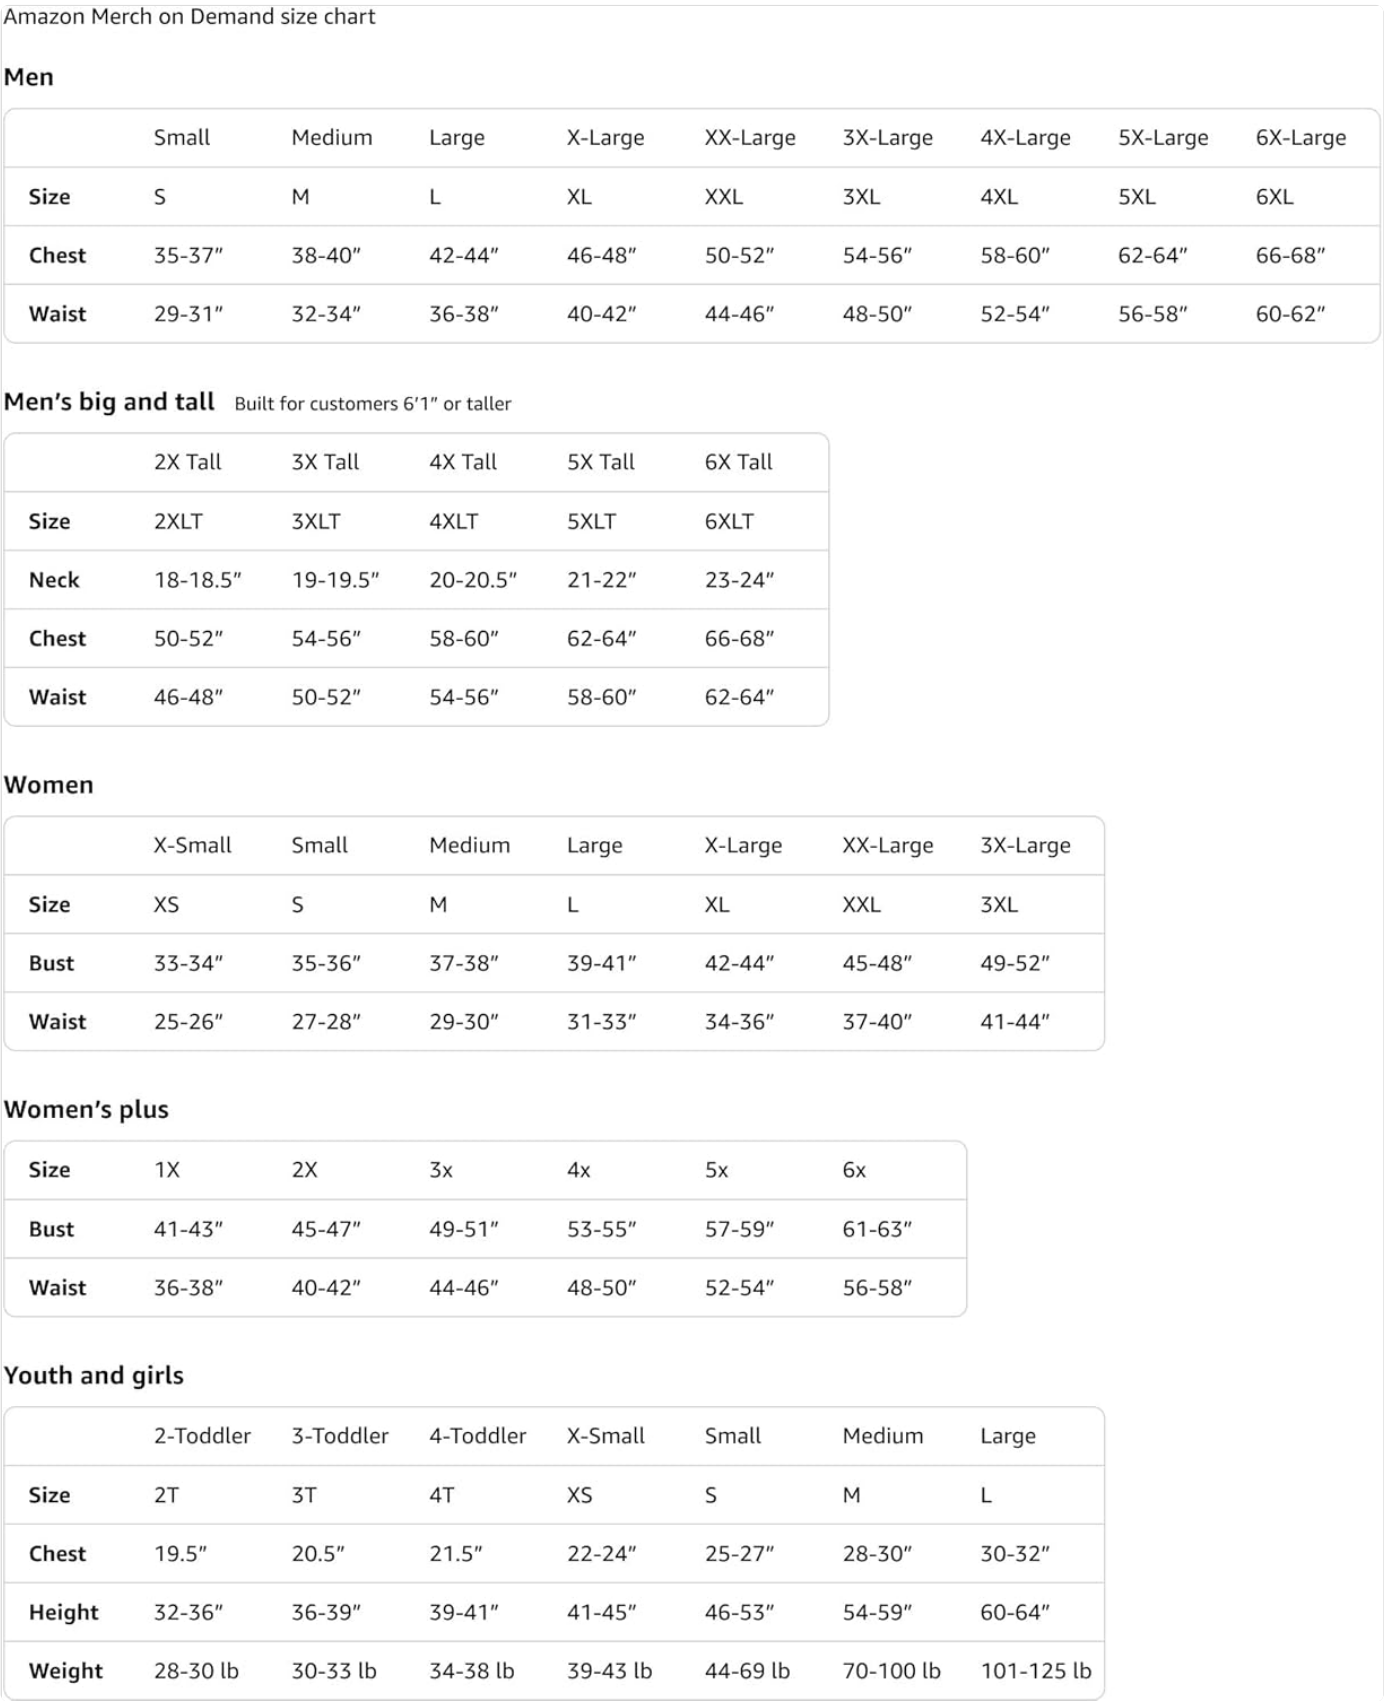 Amazon Merch on Demand size chart
Men
Small Medium Large X-Large XX-Large 3X-Large 4X-Large 5X-Large 6X-Large
Size S M L XL XXL 3XL 4XL 5XL 6XL
Chest 35-37″ 38-40″ 42-44″ 46-48″ 50-52″ 54-56″ 58-60″ 62-64″ 66-68″
Waist 29-31″ 32-34″ 36-38″ 40-42″ 44-46″ 48-50″ 52-54″ 56-58″ 60-62″
Men’s big and tall Built for customers 6′1″ or taller
2X Tall 3X Tall 4X Tall 5X Tall 6X Tall
Size 2XLT 3XLT 4XLT 5XLT 6XLT
Neck 18-18.5″ 19-19.5″ 20-20.5″ 21-22″ 23-24″
Chest 50-52″ 54-56″ 58-60″ 62-64″ 66-68″
Waist 46-48″ 50-52″ 54-56″ 58-60″ 62-64″
Women
X-Small Small Medium Large X-Large XX-Large 3X-Large
Size XS S M L XL XXL 3XL
Bust 33-34″ 35-36″ 37-38″ 39-41″ 42-44″ 45-48″ 49-52″
Waist 25-26″ 27-28″ 29-30″ 31-33″ 34-36″ 37-40″ 41-44″
Women’s plus
Size 1X 2X 3x 4x 5x 6x
Bust 41-43″ 45-47″ 49-51″ 53-55″ 57-59″ 61-63″
Waist 36-38″ 40-42″ 44-46″ 48-50″ 52-54″ 56-58″
Youth and girls
2-Toddler 3-Toddler 4-Toddler X-Small Small Medium Large
Size 2T 3T 4T XS S M L
Chest 19.5″ 20.5″ 21.5″ 22-24″ 25-27″ 28-30″ 30-32″
Height 32-36″ 36-39″ 39-41″ 41-45″ 46-53″ 54-59″ 60-64″
Weight 28-30 lb 30-33 lb 34-38 lb 39-43 lb 44-69 lb 70-100 lb 101-125 lb